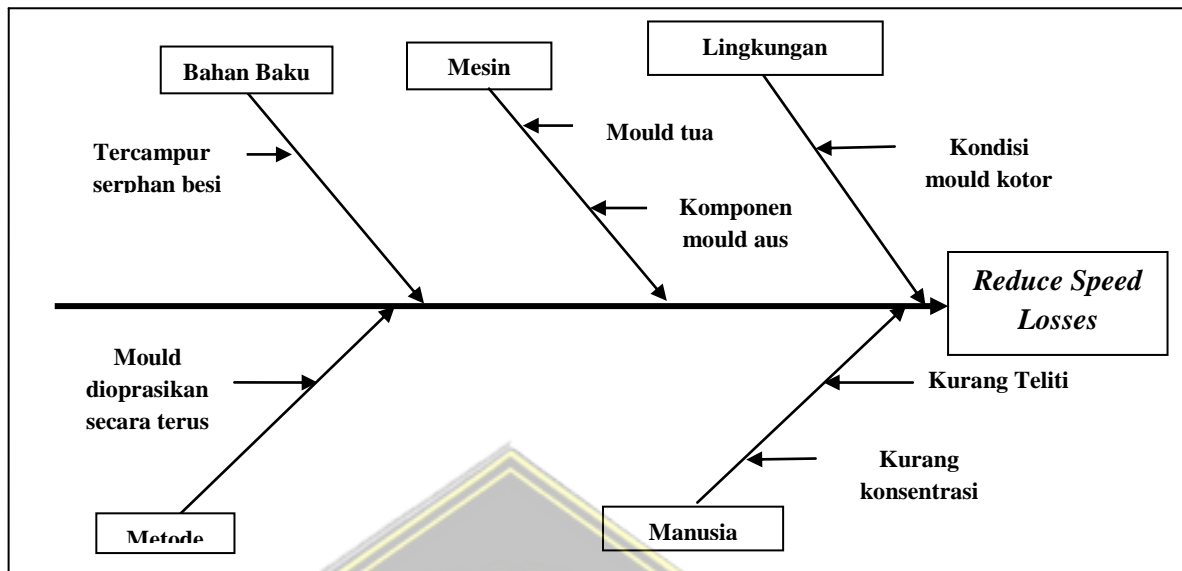 Bahan Baku
Mesin
Lingkungan
Tercampur
serphan besi
Mould tua
Komponen
mould aus
Kondisi
mould kotor
Reduce Speed
Losses
Mould
dioprasikan
secara terus
Kurang Teliti
Kurang
konsentrasi
Metode
Manusia